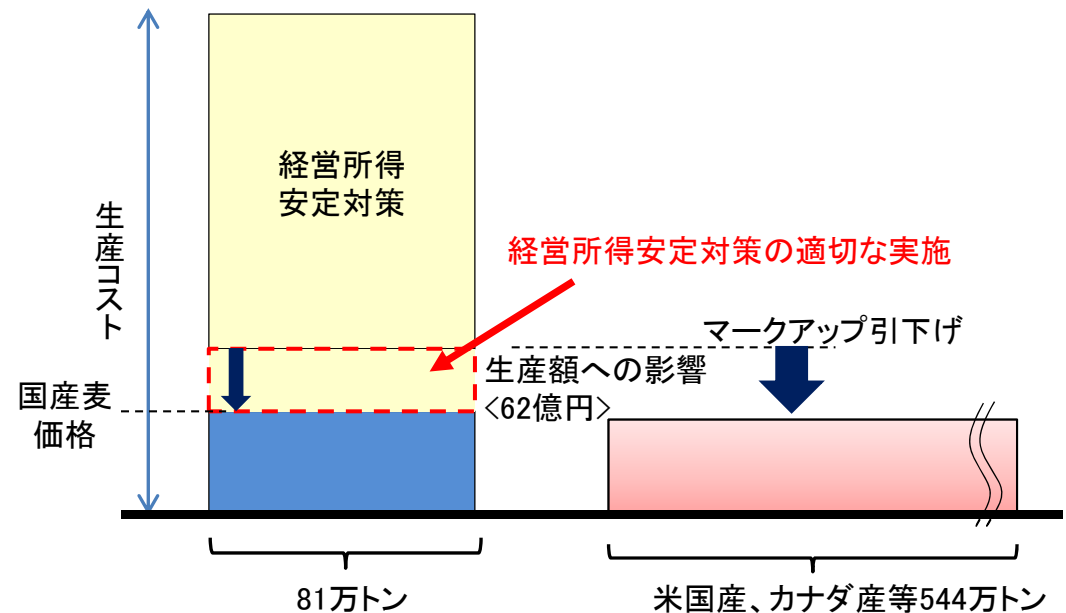 経営所得
安定対策
生産コスト
経営所得安定対策の適切な実施
マークアップ引下げ
生産額への影響
<62億円>
国産麦
価格
81万トン
米国産、カナダ産等544万トン